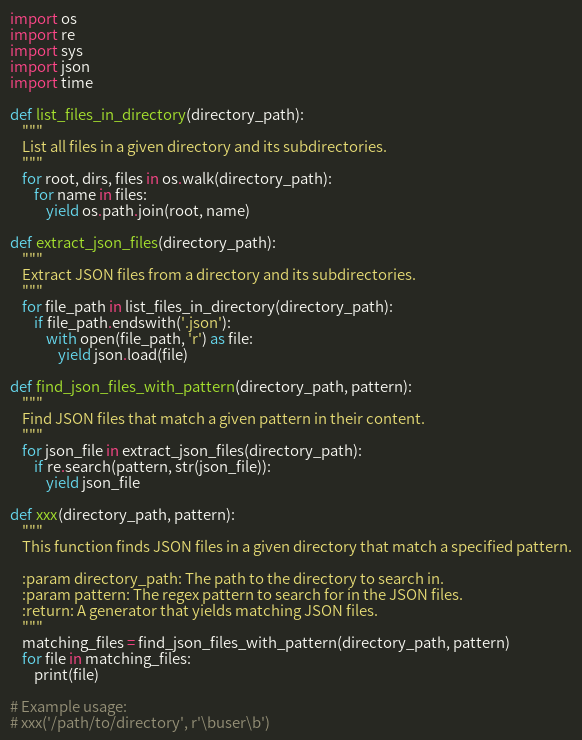 import os
import re
import sys
import json
import time

def list_files_in_directory(directory_path):
    """
    List all files in a given directory and its subdirectories.
    """
    for root, dirs, files in os.walk(directory_path):
        for name in files:
            yield os.path.join(root, name)

def extract_json_files(directory_path):
    """
    Extract JSON files from a directory and its subdirectories.
    """
    for file_path in list_files_in_directory(directory_path):
        if file_path.endswith('.json'):
            with open(file_path, 'r') as file:
                yield json.load(file)

def find_json_files_with_pattern(directory_path, pattern):
    """
    Find JSON files that match a given pattern in their content.
    """
    for json_file in extract_json_files(directory_path):
        if re.search(pattern, str(json_file)):
            yield json_file

def xxx(directory_path, pattern):
    """
    This function finds JSON files in a given directory that match a specified pattern.

    :param directory_path: The path to the directory to search in.
    :param pattern: The regex pattern to search for in the JSON files.
    :return: A generator that yields matching JSON files.
    """
    matching_files = find_json_files_with_pattern(directory_path, pattern)
    for file in matching_files:
        print(file)

# Example usage:
# xxx('/path/to/directory', r'\buser\b')